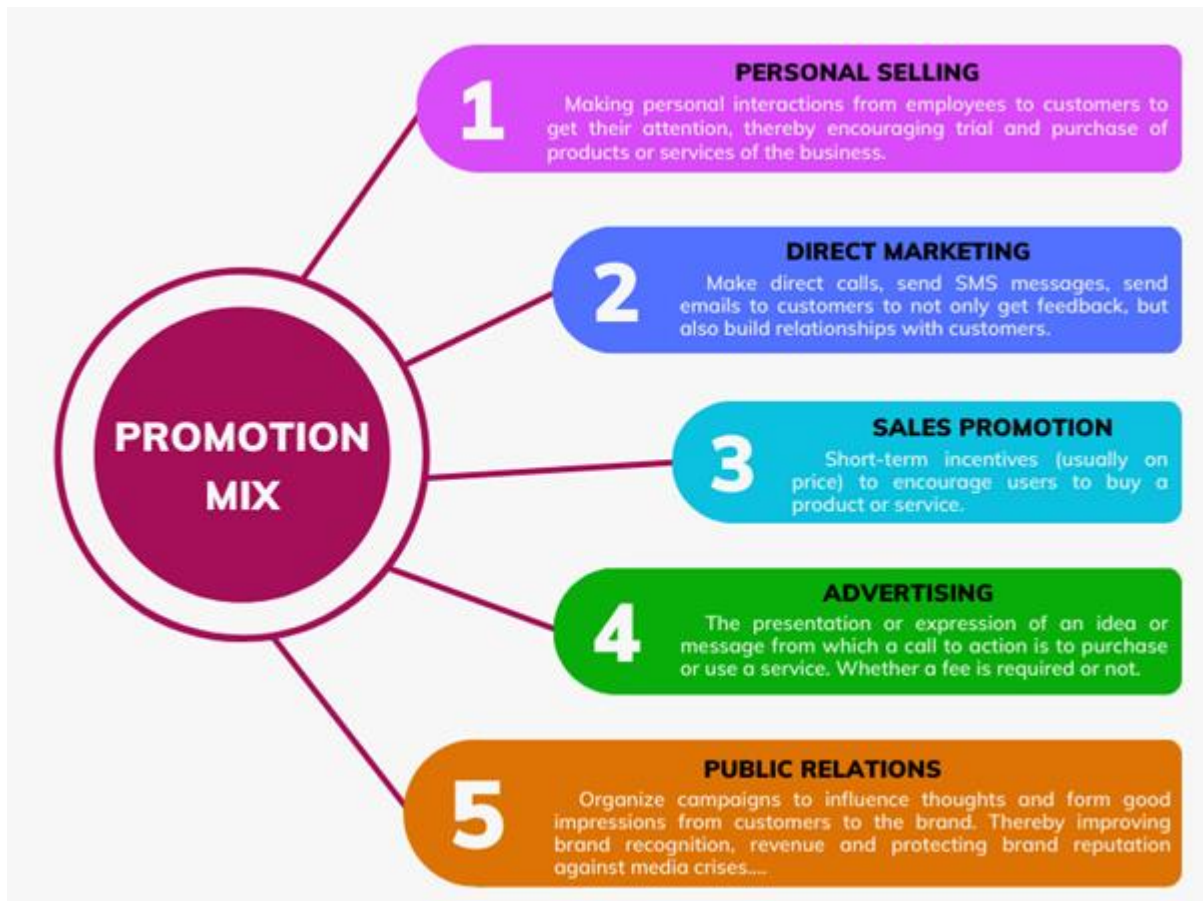 PROMOTION
MIX
1
PERSONAL SELLING
Making personal interactions from employees to customers to
get their attention, thereby encouraging trial and purchase of
products or services of the business.
2
DIRECT MARKETING
Make direct calls, send SMS messages, send
emails to customers to not only get feedback, but
also build relationships with customers.
3
SALES PROMOTION
Short-term incentives (usually on
price) to encourage users to buy a
product or service.
4
ADVERTISING
The presentation or expression of an idea or
message from which a call to action is to purchase
or use a service. Whether a fee is required or not.
5
PUBLIC RELATIONS
Organize campaigns to influence thoughts and form good
impressions from customers to the brand. Thereby improving
brand recognition, revenue and protecting brand reputation
against media crises....